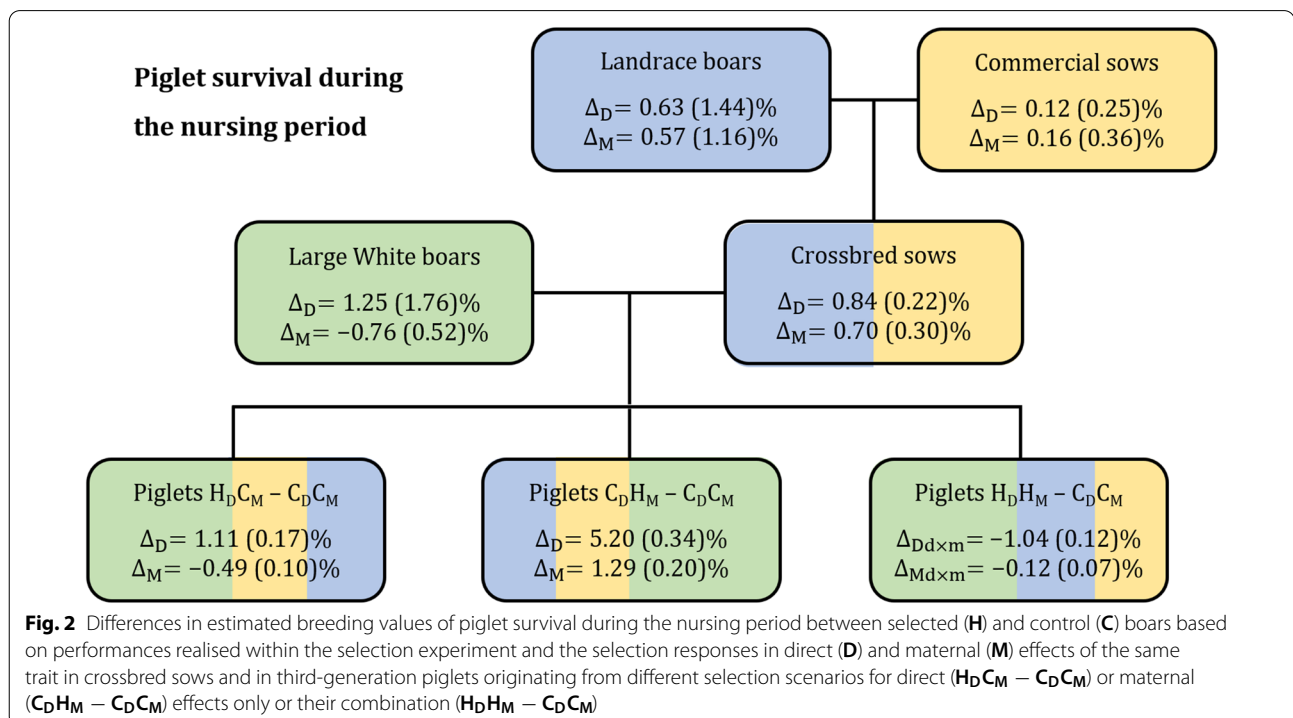 Piglet survival during
the nursing period
Landrace boars
Δ_D= 0.63 (1.44)%
Δ_M= 0.57 (1.16)%
Commercial sows
Δ_D= 0.12 (0.25)%
Δ_M= 0.16 (0.36)%
Large White boars
Δ_D= 1.25 (1.76)%
Δ_M= −0.76 (0.52)%
Crossbred sows
Δ_D= 0.84 (0.22)%
Δ_M= 0.70 (0.30)%
Piglets H_DC_M – C_DC_M
Δ_D= 1.11 (0.17)%
Δ_M= −0.49 (0.10)%
Piglets C_DH_M – C_DC_M
Δ_D= 5.20 (0.34)%
Δ_M= 1.29 (0.20)%
Piglets H_DH_M – C_DC_M
Δ_Dd×m= −1.04 (0.12)%
Δ_Md×m= −0.12 (0.07)%
Fig. 2 Differences in estimated breeding values of piglet survival during the nursing period between selected (H) and control (C) boars based
on performances realised within the selection experiment and the selection responses in direct (D) and maternal (M) effects of the same
trait in crossbred sows and in third-generation piglets originating from different selection scenarios for direct (H_DC_M − C_DC_M) or maternal
(C_DH_M − C_DC_M) effects only or their combination (H_DH_M − C_DC_M)